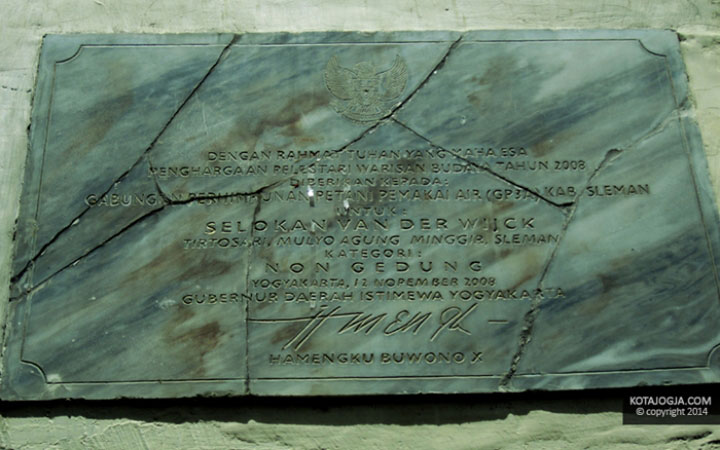 DENGAN RAHMAT TUHAN YANG MAHA ESA
PENGHARGAAN PELESTARI WARISAN BUDAYA TAHUN 2008
DIBERIKAN KEPADA:
GABUNGAN PERHIMPUNAN PETANI PEMAKAI AIR (GP3A) KAB. SLEMAN
UNTUK:
SELOKAN VAN DER WIJCK
TIRTOSARI, MULYO AGUNG MINGGIR, SLEMAN
KATEGORI:
NON GEDUNG
YOGYAKARTA, 12 NOPEMBER 2008
GUBERNUR DAERAH ISTIMEWA YOGYAKARTA
HAMENGKU BUWONO X
KOTAJOGJA.COM
© copyright 2014